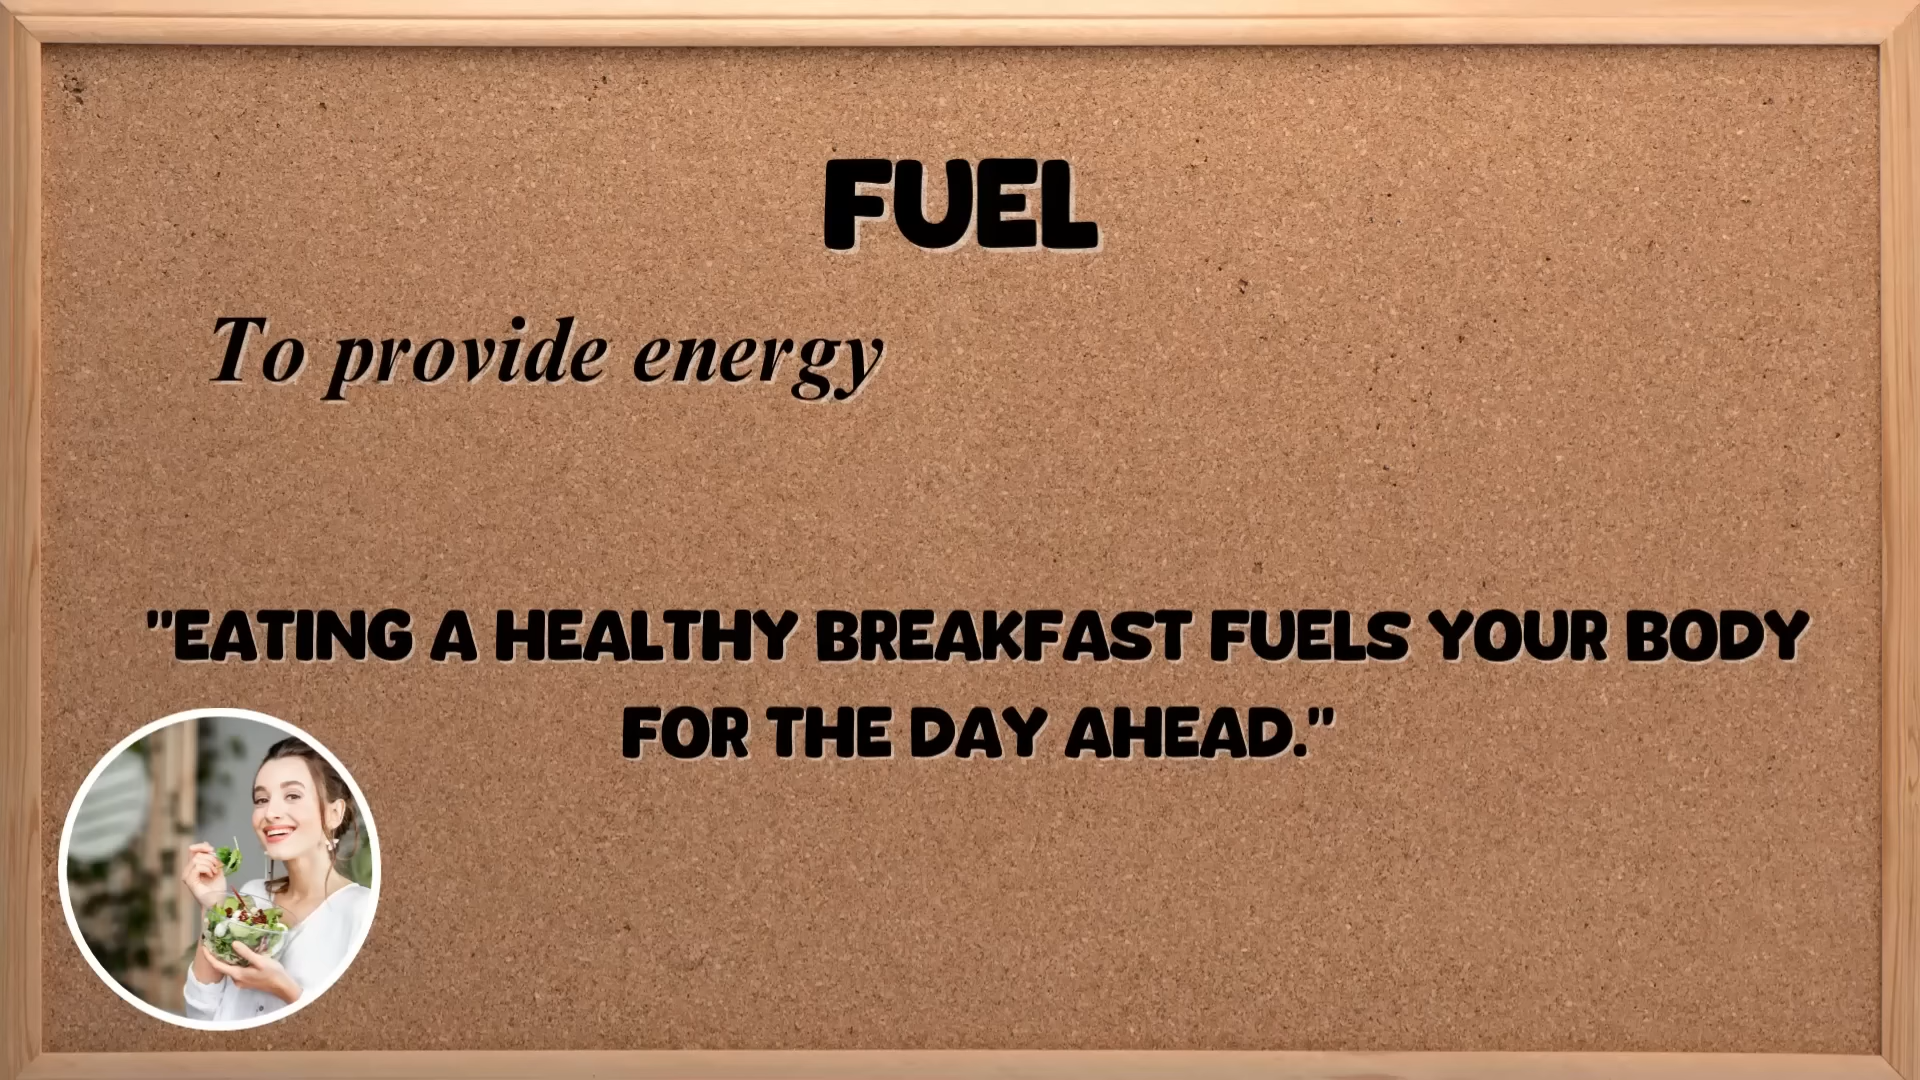 FUEL
To provide energy
"EATING A HEALTHY BREAKFAST FUELS YOUR BODY
FOR THE DAY AHEAD."